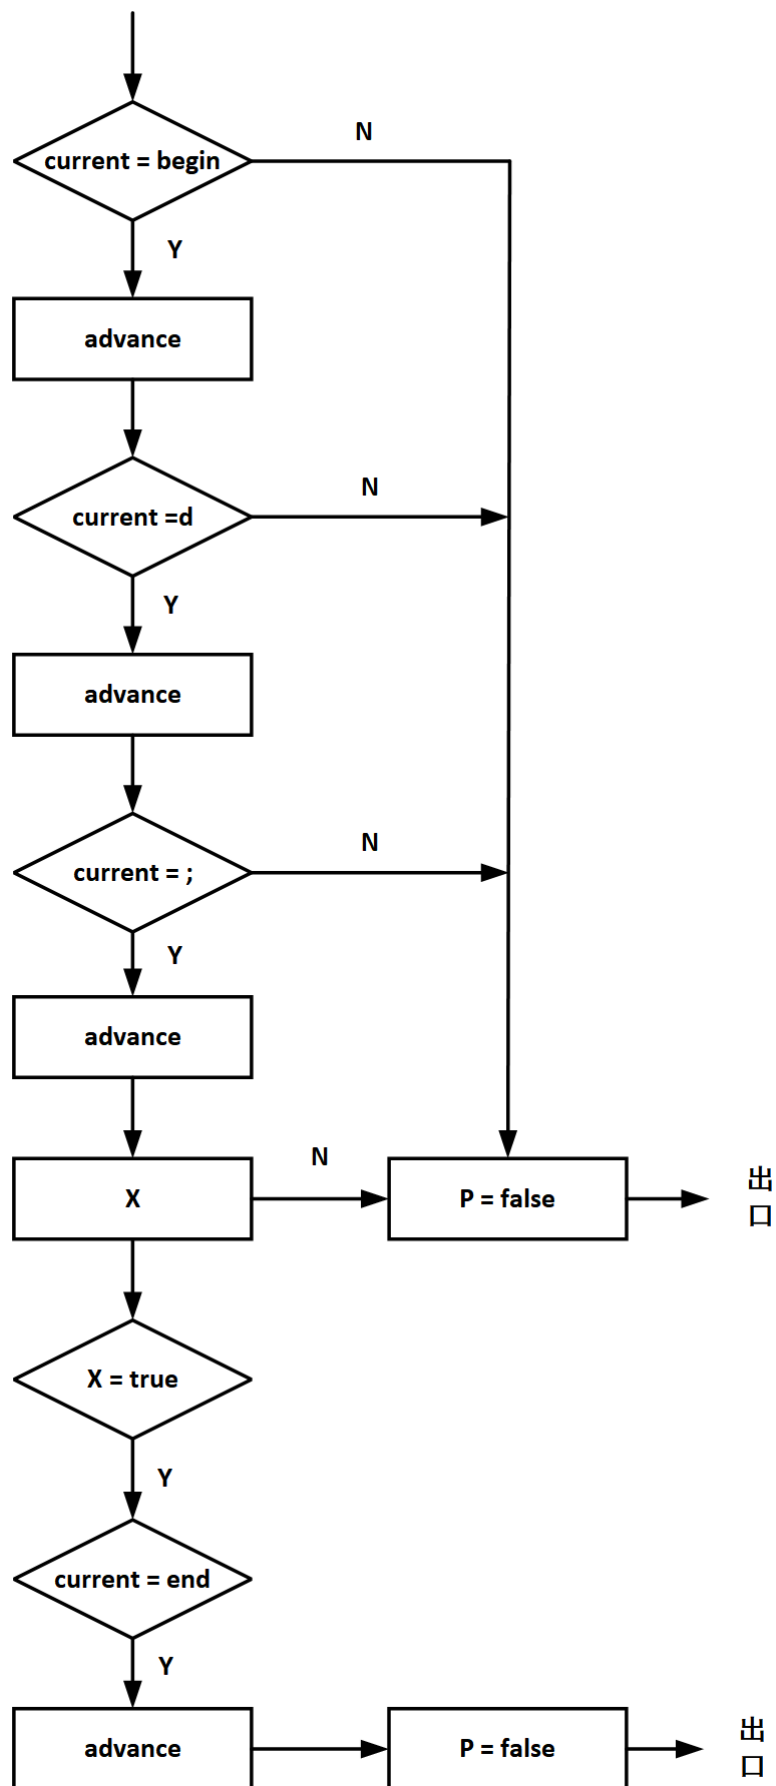 current = begin
N
Y
advance
current =d
N
Y
advance
current = ;
N
Y
advance
X
N
P = false
出
口
X = true
Y
current = end
Y
advance
P = false
出
口